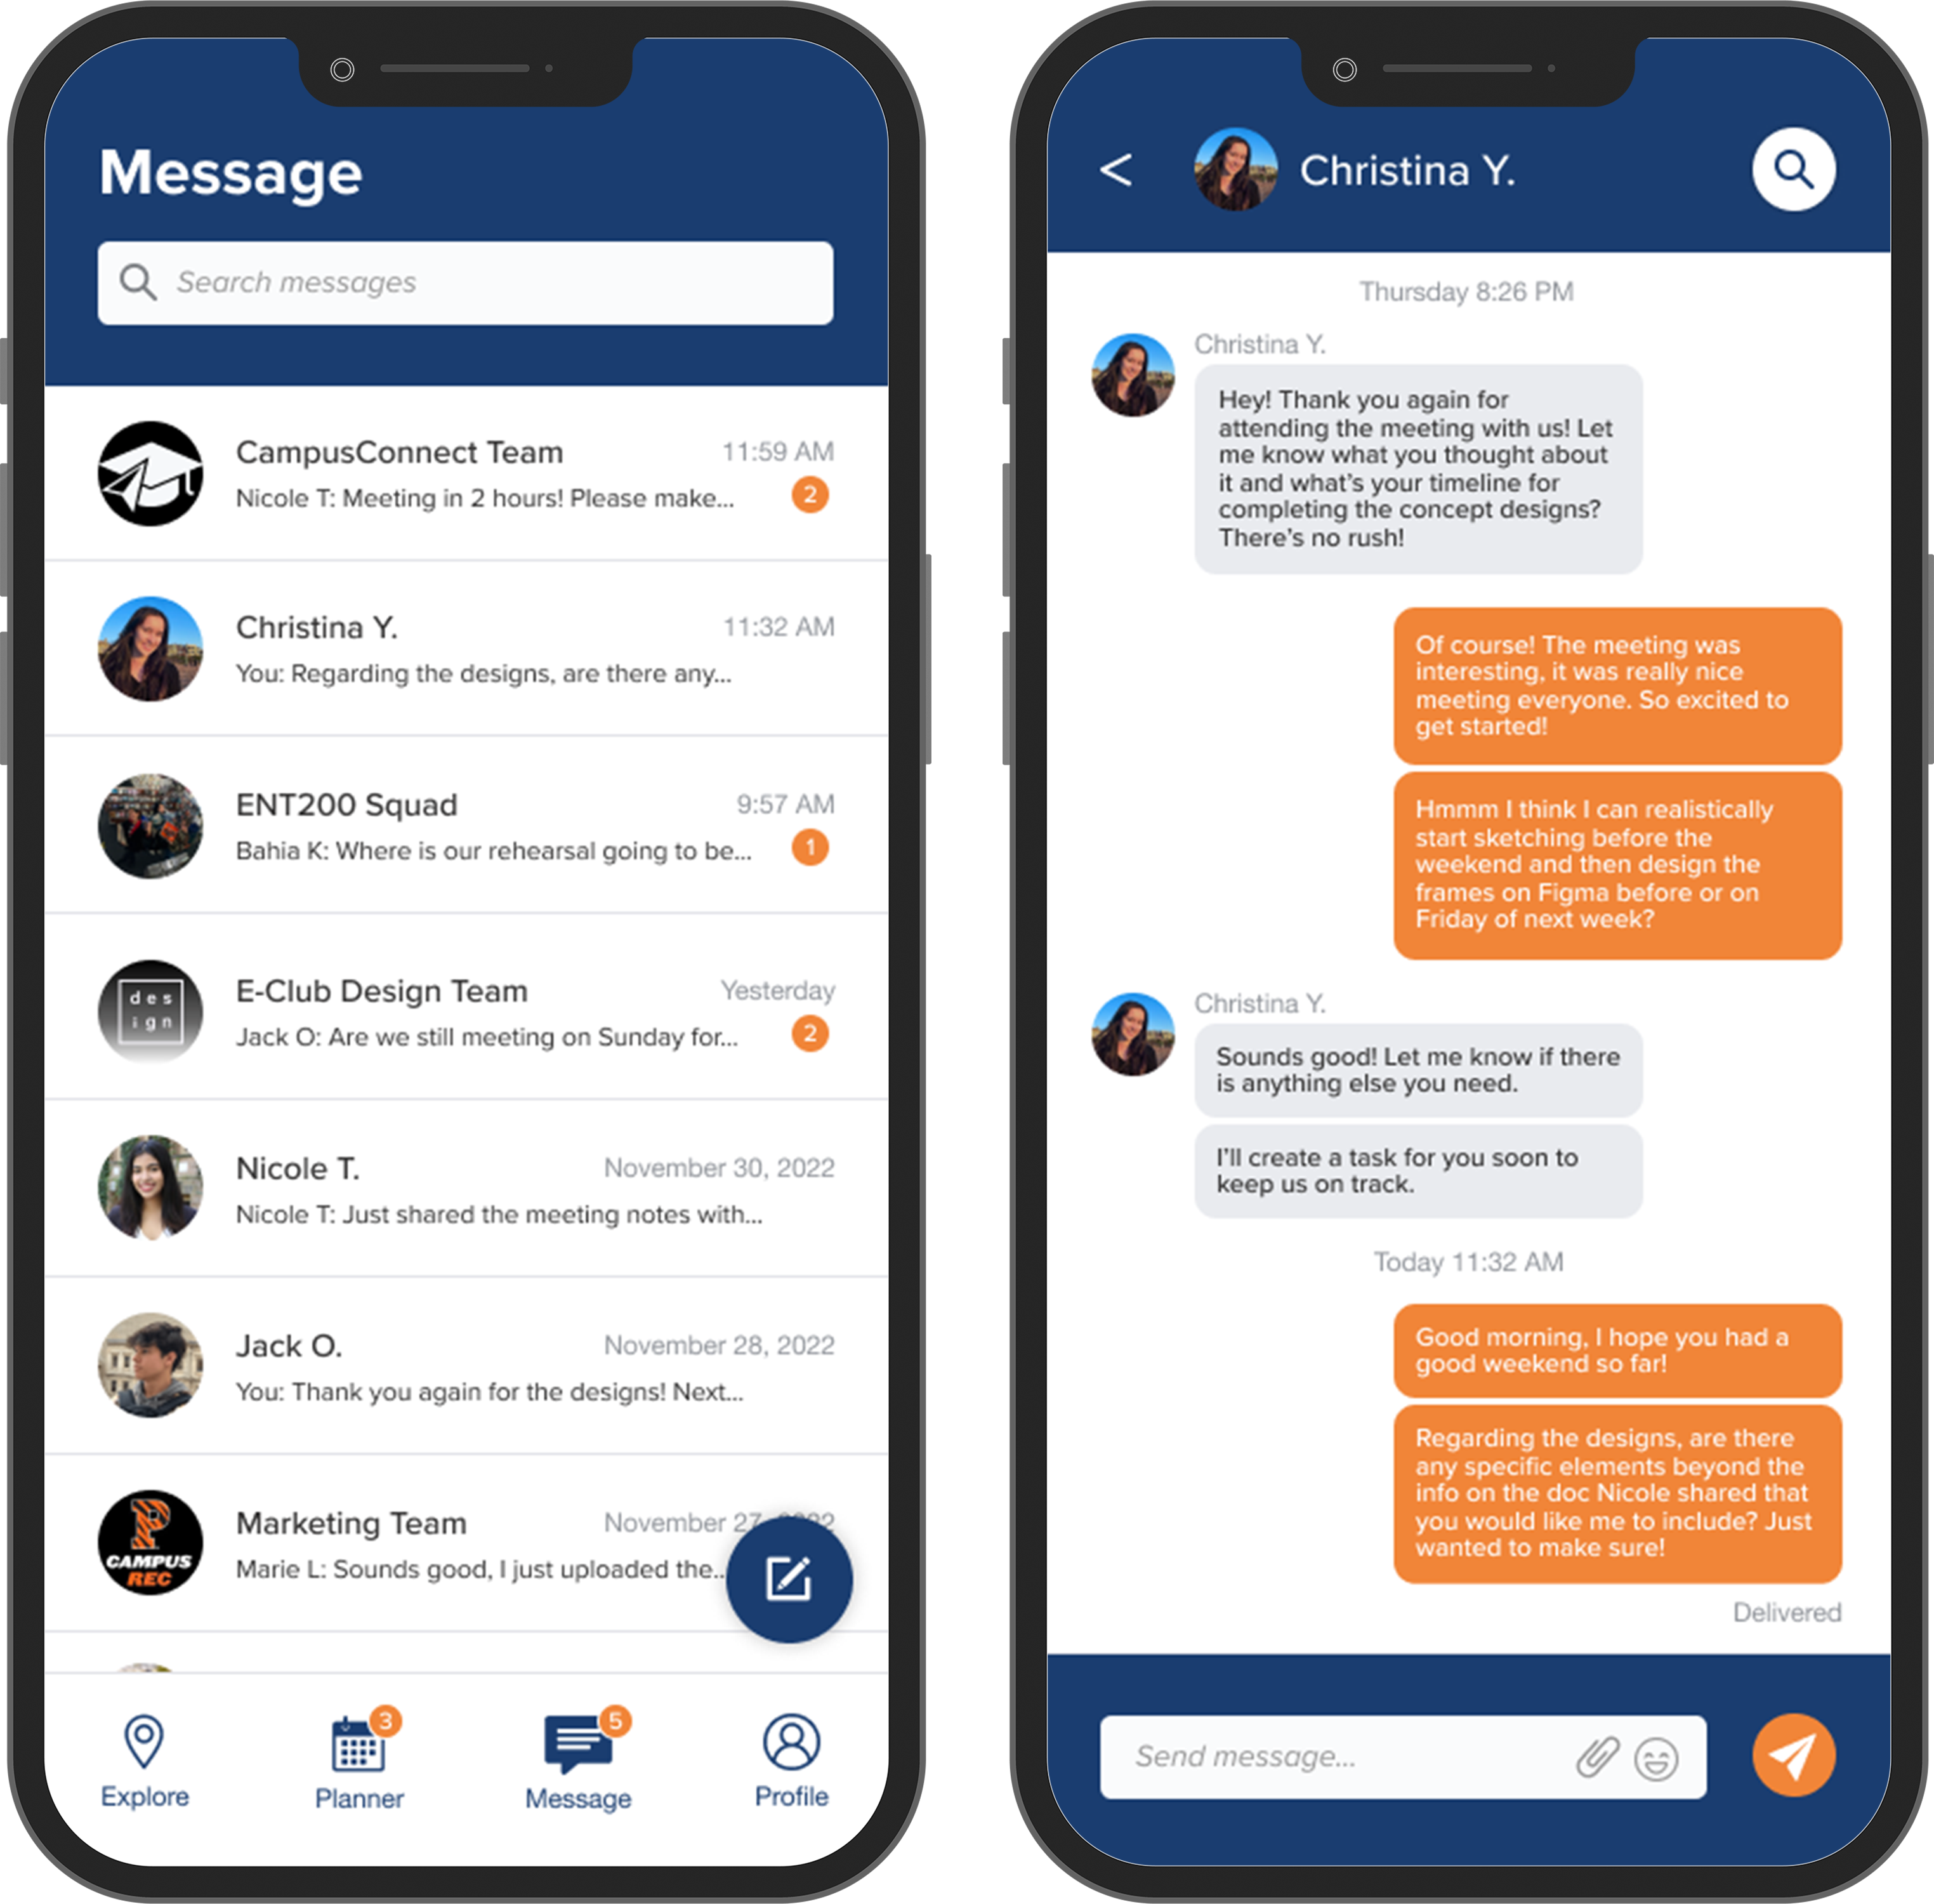 Message
Search messages
CampusConnect Team
11:59 AM
Nicole T: Meeting in 2 hours! Please make...
2
Christina Y.
11:32 AM
You: Regarding the designs, are there any...
ENT200 Squad
9:57 AM
Bahia K: Where is our rehearsal going to be...
1
des
ign
E-Club Design Team
Yesterday
Jack O: Are we still meeting on Sunday for...
2
Nicole T.
November 30, 2022
Nicole T: Just shared the meeting notes with...
Jack O.
November 28, 2022
You: Thank you again for the designs! Next...
P
CAMPUS
REC
Marketing Team
November 27, 2022
Marie L: Sounds good, I just uploaded the...
Explore
3
Planner
5
Message
Profile
<
Christina Y.
Thursday 8:26 PM
Christina Y.
Hey! Thank you again for
attending the meeting with us! Let
me know what you thought about
it and what's your timeline for
completing the concept designs?
There's no rush!
Of course! The meeting was
interesting, it was really nice
meeting everyone. So excited to
get started!
Hmmm I think I can realistically
start sketching before the
weekend and then design the
frames on Figma before or on
Friday of next week?
Christina Y.
Sounds good! Let me know if there
is anything else you need.
I'll create a task for you soon to
keep us on track.
Today 11:32 AM
Good morning, I hope you had a
good weekend so far!
Regarding the designs, are there
any specific elements beyond the
info on the doc Nicole shared that
you would like me to include? Just
wanted to make sure!
Delivered
Send message...